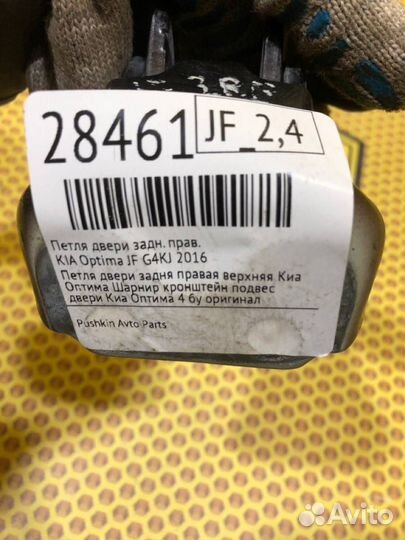 28461
JF_2,4
Петля двери задн. прав.
KIA Optima JF G4KJ 2016
Петля двери задня правая верхняя Киа
Оптима Шарнир кронштейн подвес
двери Киа Оптима 4 бу оригинал
Pushkin Avto Parts
Avito